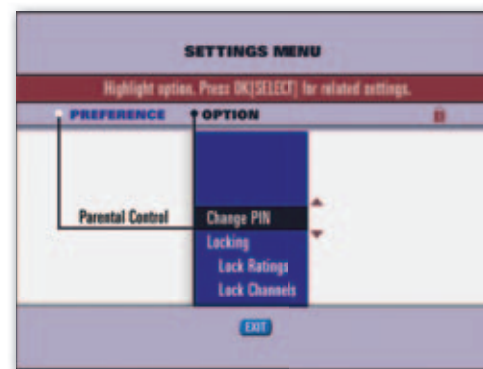 SETTINGS MENU
Highlight option. Press OK[SELECT] for related settings.
PREFERENCE OPTION
Parental Control Change PIN
Locking
Lock Ratings
Lock Channels
EXIT